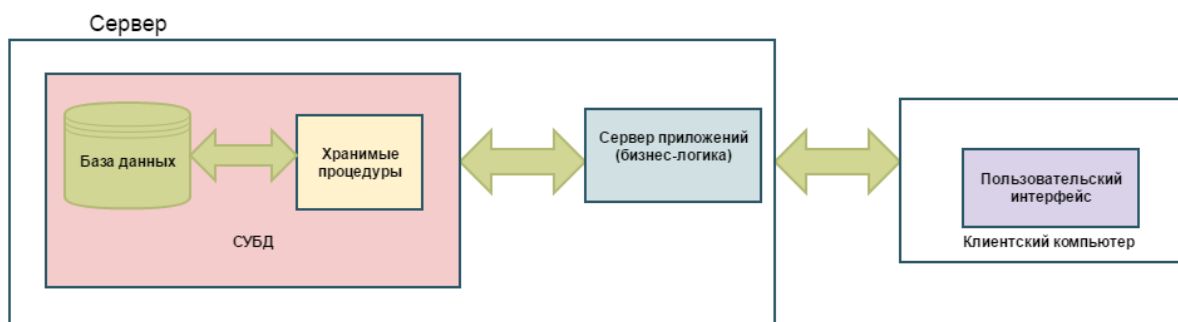 Сервер
База данных
Хранимые
процедуры
СУБД
Сервер приложений
(бизнес-логика)
Пользовательский
интерфейс
Клиентский компьютер